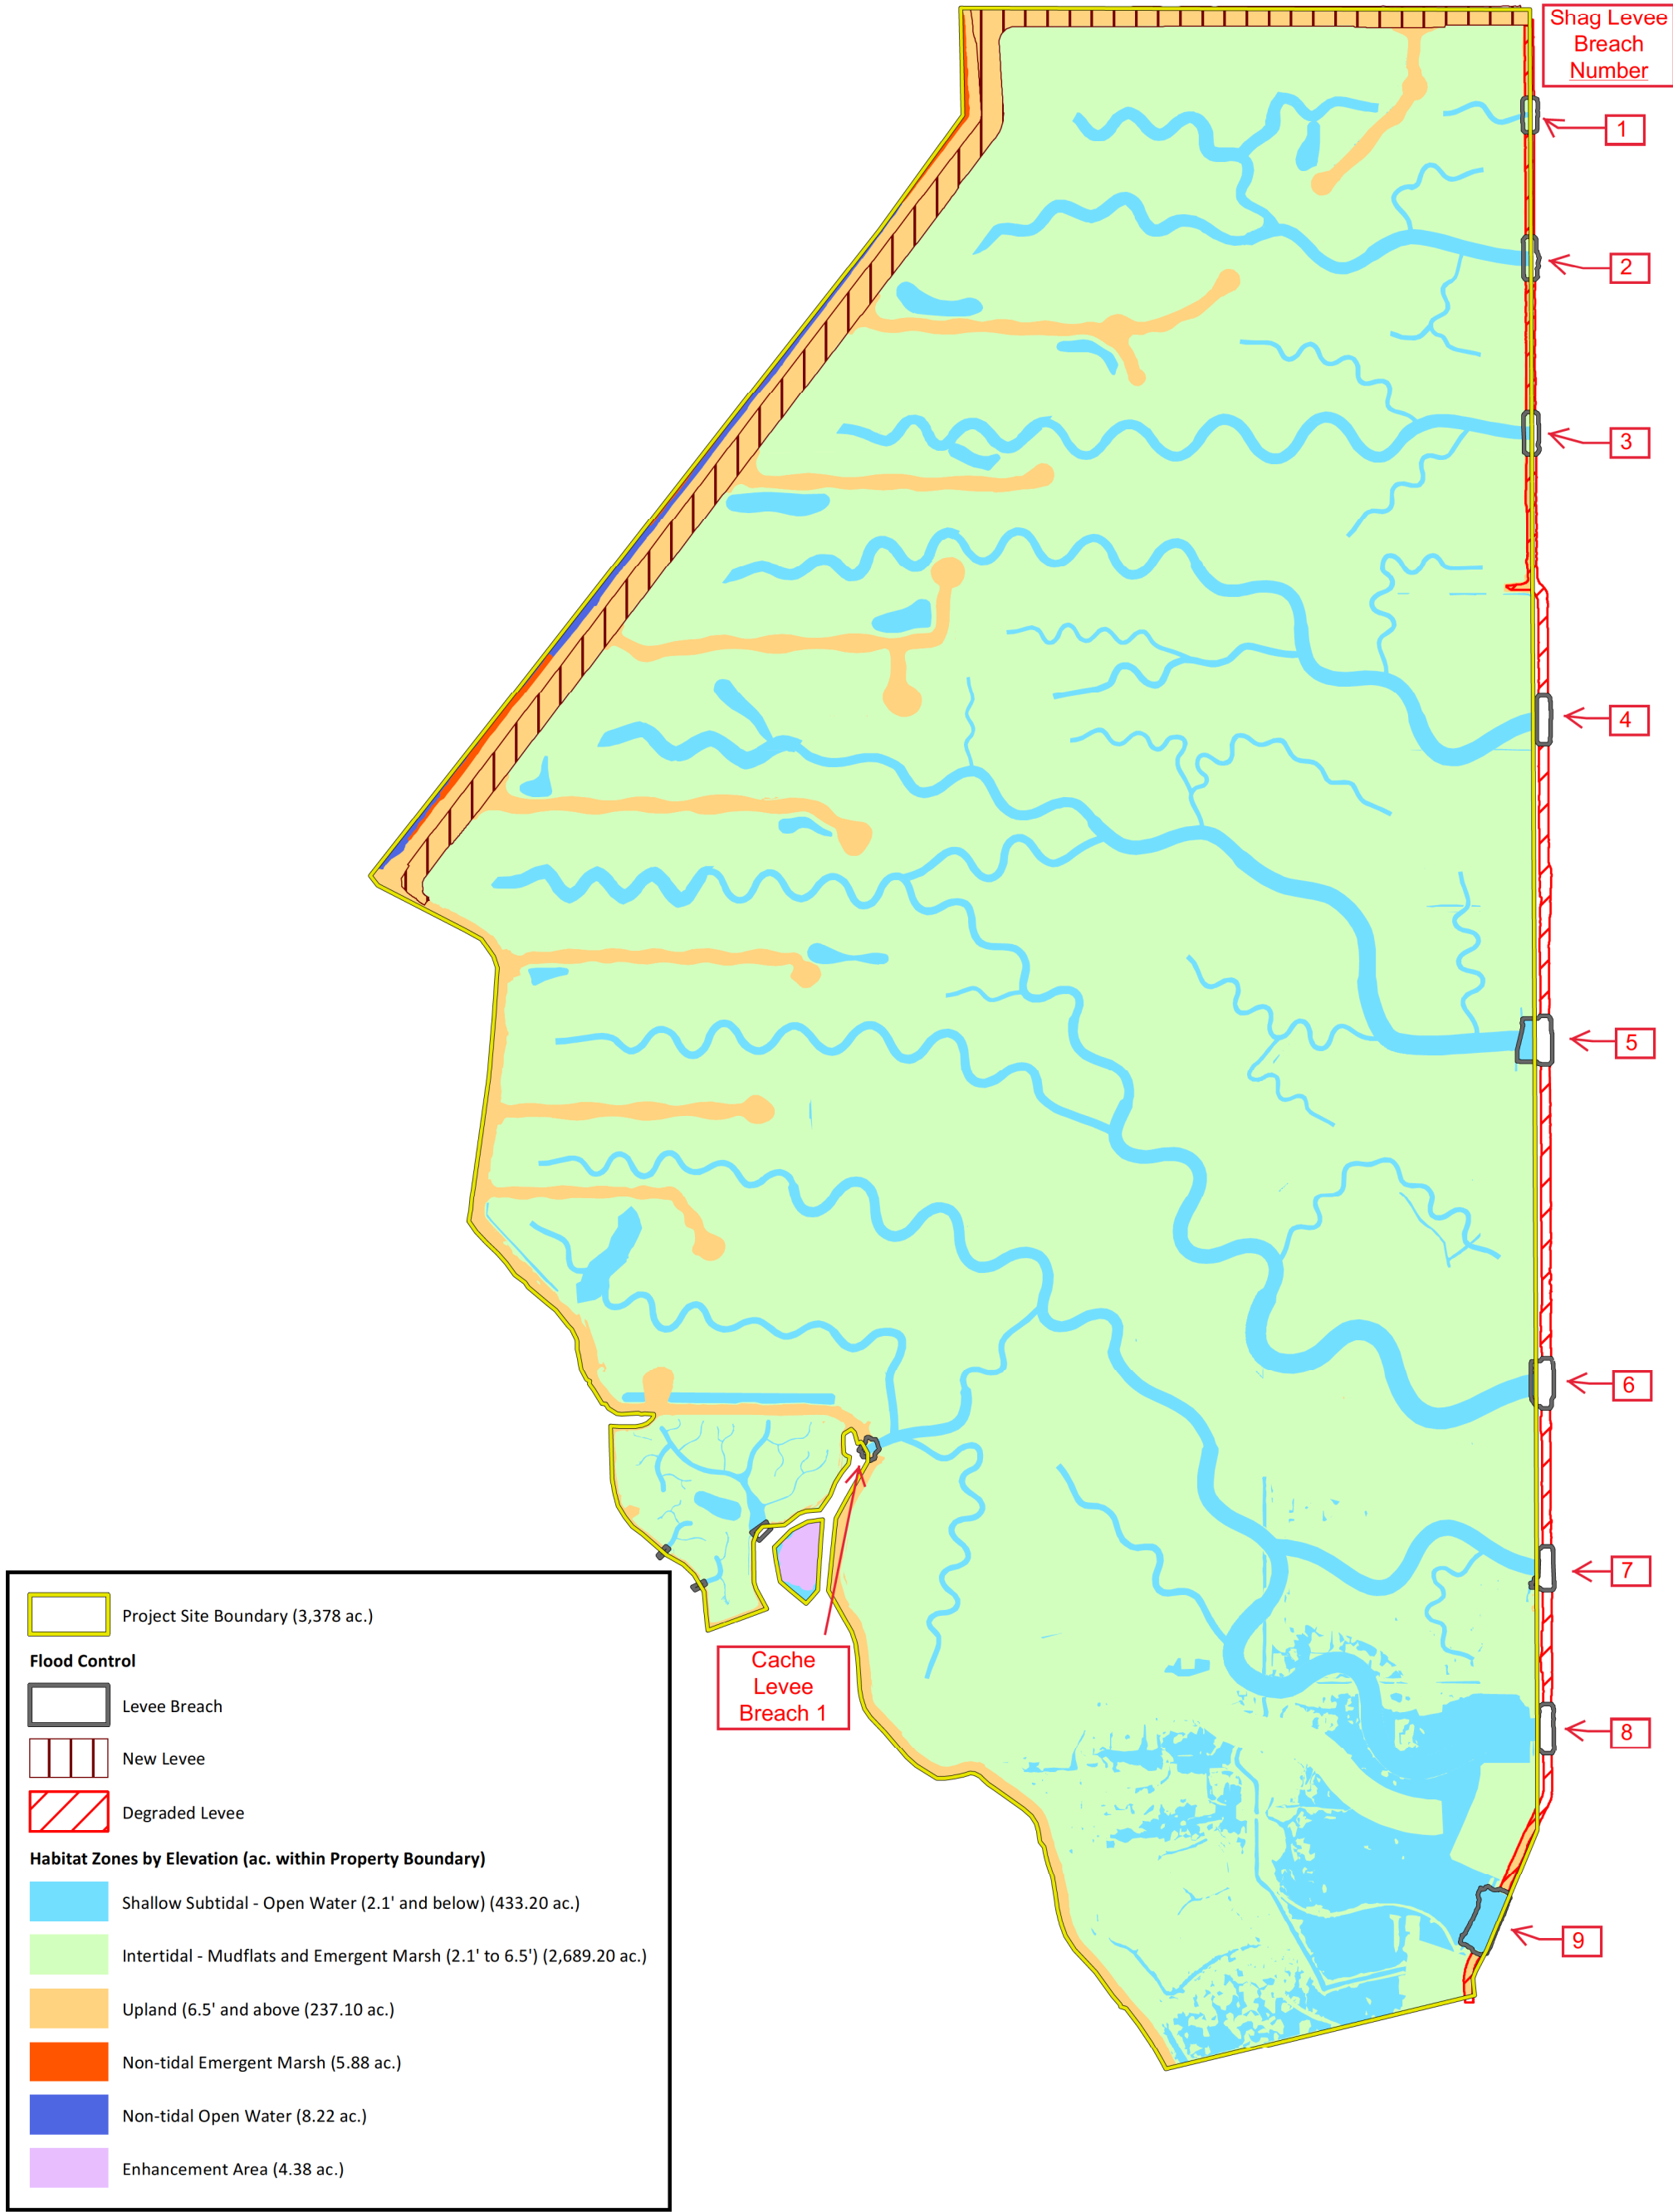 Shag Levee
Breach
Number
1
2
3
4
5
6
7
8
9
Cache
Levee
Breach 1
Project Site Boundary (3,378 ac.)
Flood Control
Levee Breach
New Levee
Degraded Levee
Habitat Zones by Elevation (ac. within Property Boundary)
Shallow Subtidal - Open Water (2.1' and below) (433.20 ac.)
Intertidal - Mudflats and Emergent Marsh (2.1' to 6.5') (2,689.20 ac.)
Upland (6.5' and above (237.10 ac.)
Non-tidal Emergent Marsh (5.88 ac.)
Non-tidal Open Water (8.22 ac.)
Enhancement Area (4.38 ac.)